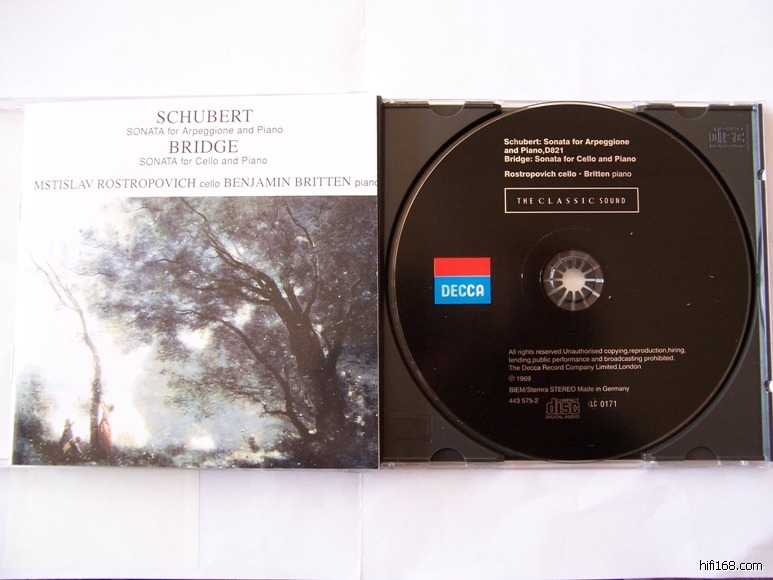 SCHUBERT
SONATA for Arpeggione and Piano
BRIDGE
SONATA for Cello and Piano
MSTISLAV ROSTROPOVICH,cello BENJAMIN BRITTEN piano
Schubert: Sonata for Arpeggione
and Piano,D821
Bridge: Sonata for Cello and Piano
Rostropovich cello · Britten piano
THE CLASSIC SOUND
DECCA
All rights reserved.Unauthorised copying,reproduction,hiring,
lending,public performance and broadcasting prohibited.
The Decca Record Company Limited,London
℗ 1969
BIEM/Stemra STEREO Made in Germany
443 575-2
COMPACT
disc
DIGITAL AUDIO
LC 0171
hifi168.com